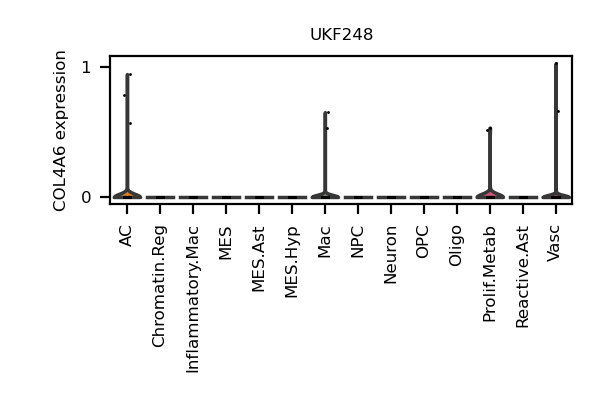 UKF248
COL4A6 expression
1
0
AC
Chromatin.Reg
Inflammatory.Mac
MES
MES.Ast
MES.Hyp
Mac
NPC
Neuron
OPC
Oligo
Prolif.Metab
Reactive.Ast
Vasc